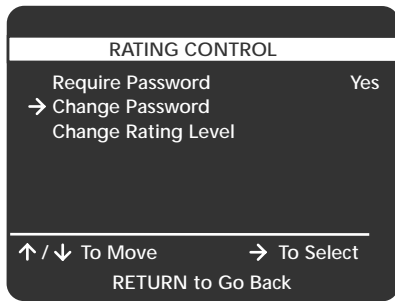 RATING CONTROL
Require Password Yes
→ Change Password
Change Rating Level
↑ / ↓ To Move → To Select
RETURN to Go Back